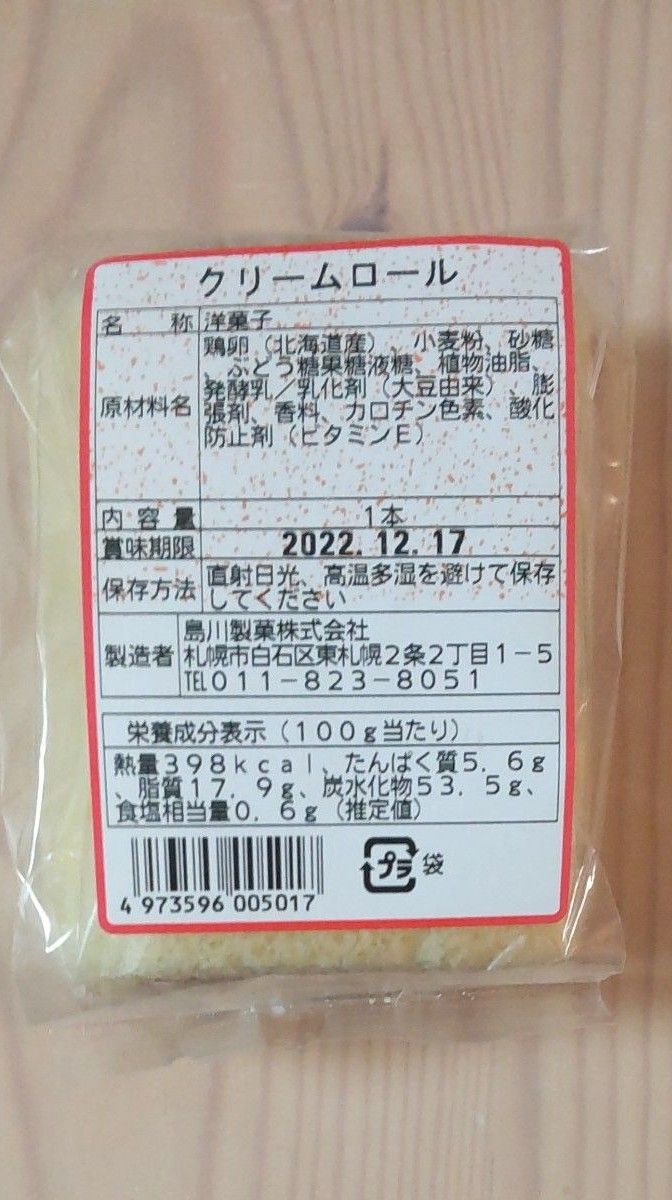 クリームロール
名称 洋菓子
原材料名 鶏卵（北海道産）、小麦粉、砂糖
、ぶどう糖果糖液糖、植物油脂、
発酵乳／乳化剤（大豆由来）、膨
張剤、香料、カロチン色素、酸化
防止剤（ビタミンE）
内容量 1本
賞味期限 2022.12.17
保存方法 直射日光、高温多湿を避けて保存
してください
製造者 島川製菓株式会社
札幌市白石区東札幌2条2丁目1－5
TEL011－823－8051
栄養成分表示（100g当たり）
熱量398kcal、たんぱく質5.6g
、脂質17.9g、炭水化物53.5g、
食塩相当量0.6g（推定値）
プラ 袋
4 973596 005017